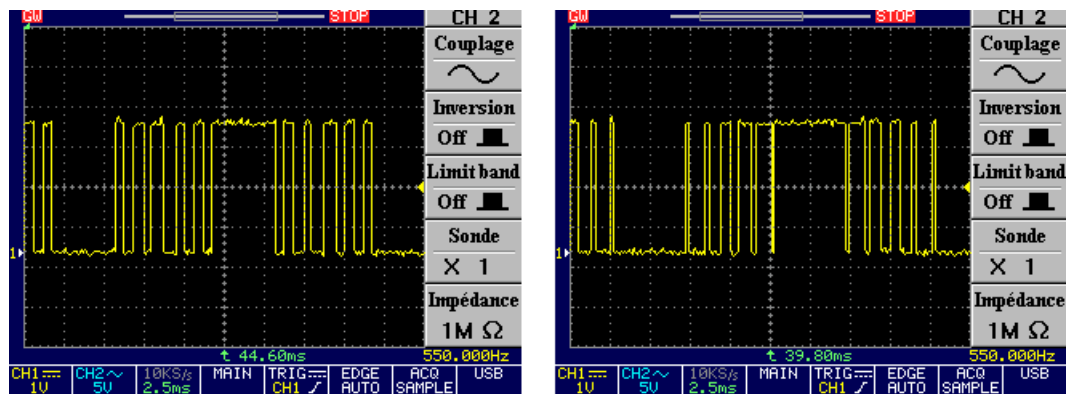 GW STOP CH 2
Couplage
Inversion
Off
Limit band
Off
Sonde
X 1
Impédance
1M Ω
1
44.60ms 550.000Hz
CH1 CH2 10KS/s MAIN TRIG EDGE ACQ USB
1V 5V 2.5ms CH1 AUTO SAMPLE
GW STOP CH 2
Couplage
Inversion
Off
Limit band
Off
Sonde
X 1
Impédance
1M Ω
1
39.80ms 550.000Hz
CH1 CH2 10KS/s MAIN TRIG EDGE ACQ USB
1V 5V 2.5ms CH1 AUTO SAMPLE